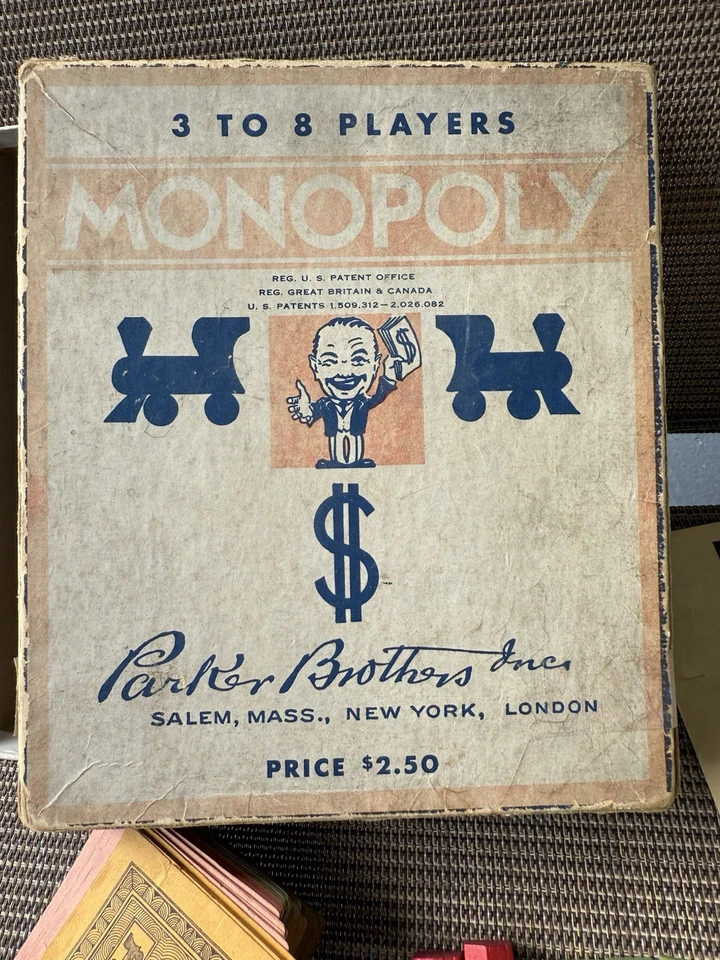 3 TO 8 PLAYERS
MONOPOLY
REG. U. S. PATENT OFFICE
REG. GREAT BRITAIN & CANADA
U. S. PATENTS 1,509,312—2,026,082
$
$
Parker Brothers Inc.
SALEM, MASS., NEW YORK, LONDON
PRICE $2.50